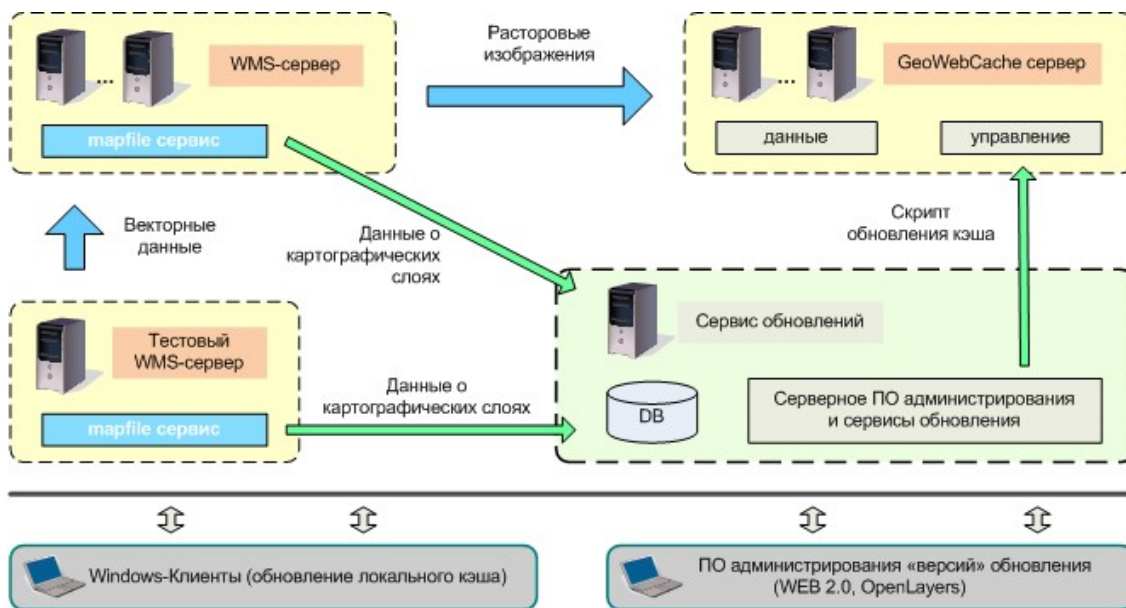 WMS-сервер
...
mapfile сервис
Расторовые
изображения
GeoWebCache сервер
...
данные
управление
Векторные
данные
Данные о
картографических
слоях
Скрипт
обновления кэша
Тестовый
WMS-сервер
mapfile сервис
Данные о
картографических слоях
Сервис обновлений
DB
Серверное ПО администрирования
и сервисы обновления
Windows-Клиенты (обновление локального кэша)
ПО администрирования «версий» обновления
(WEB 2.0, OpenLayers)